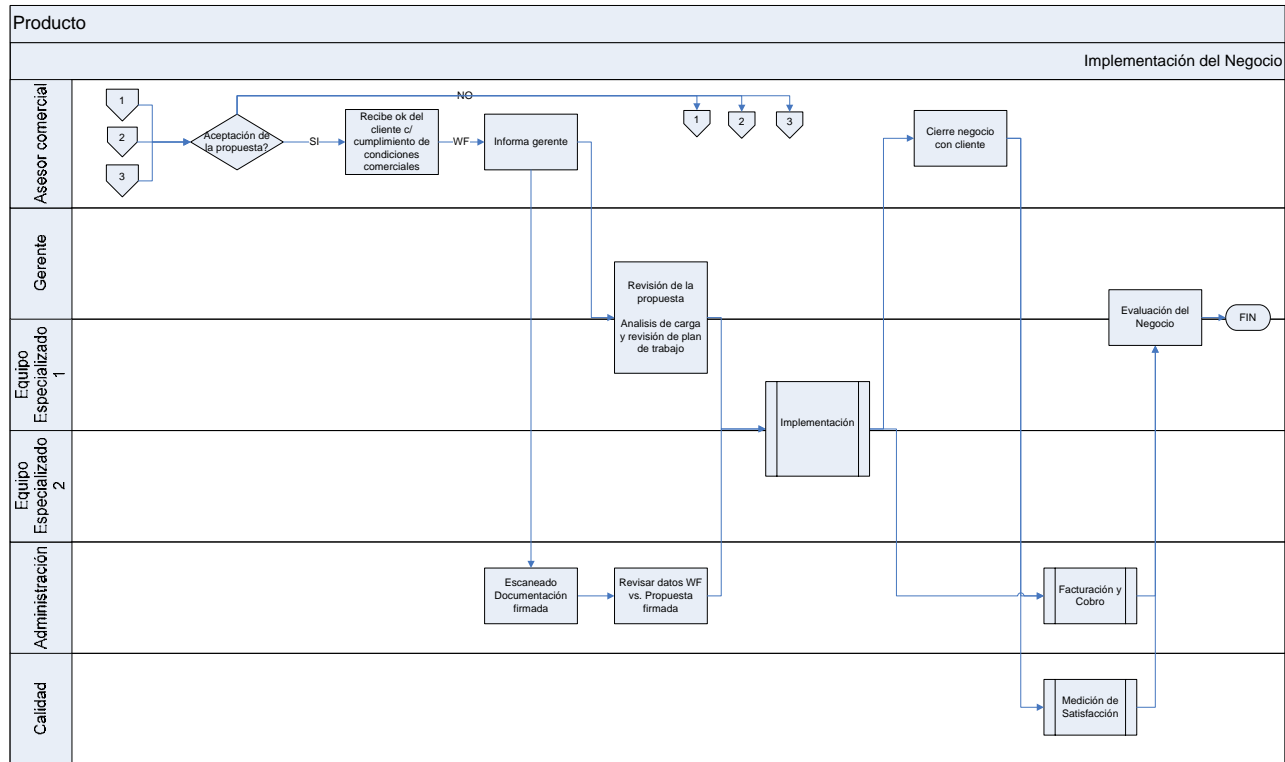 Producto
Implementación del Negocio
Asesor comercial
1
2
3
Aceptación de
la propuesta?
NO
SI
Recibe ok del
cliente c/
cumplimiento de
condiciones
comerciales
WF
Informa gerente
1
2
3
Cierre negocio
con cliente
Gerente
Revisión de la
propuesta
Analisis de carga
y revisión de plan
de trabajo
Evaluación del
Negocio
FIN
Equipo
Especializado
1
Implementación
Equipo
Especializado
2
Administración
Escaneado
Documentación
firmada
Revisar datos WF
vs. Propuesta
firmada
Facturación y
Cobro
Calidad
Medición de
Satisfacción